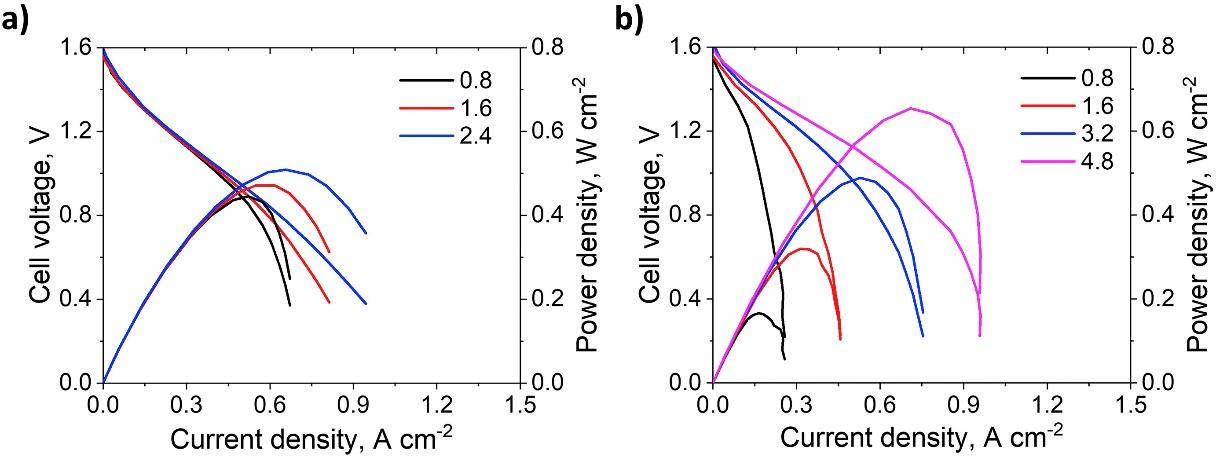 a)
Cell voltage, V
1.6
1.2
0.8
0.4
0.0
0.0 0.3 0.6 0.9 1.2 1.5
Current density, A cm-2
0.8
0.6
0.4
0.2
0.0
Power density, W cm-2
0.8
1.6
2.4
b)
Cell voltage, V
1.6
1.2
0.8
0.4
0.0
0.0 0.3 0.6 0.9 1.2 1.5
Current density, A cm-2
0.8
0.6
0.4
0.2
0.0
Power density, W cm-2
0.8
1.6
3.2
4.8